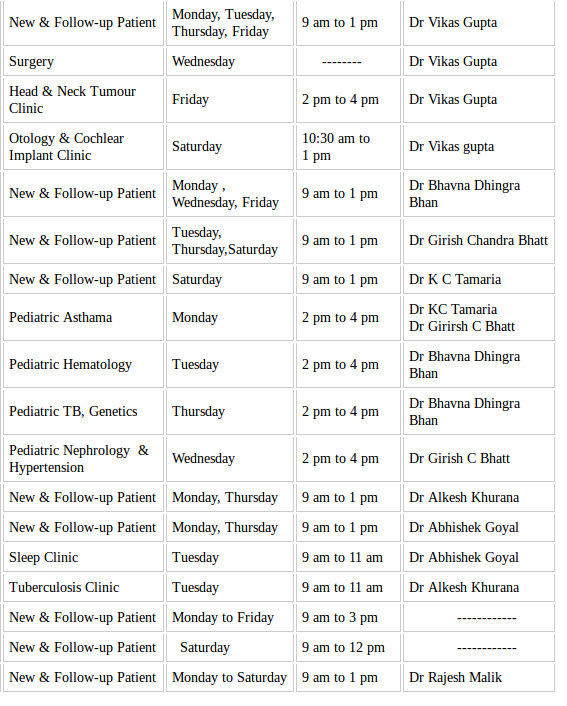 New & Follow-up Patient
Monday, Tuesday,
Thursday, Friday
9 am to 1 pm
Dr Vikas Gupta
Surgery
Wednesday
--------
Dr Vikas Gupta
Head & Neck Tumour
Clinic
Friday
2 pm to 4 pm
Dr Vikas Gupta
Otology & Cochlear
Implant Clinic
Saturday
10:30 am to
1 pm
Dr Vikas gupta
New & Follow-up Patient
Monday ,
Wednesday, Friday
9 am to 1 pm
Dr Bhavna Dhingra
Bhan
New & Follow-up Patient
Tuesday,
Thursday,Saturday
9 am to 1 pm
Dr Girish Chandra Bhatt
New & Follow-up Patient
Saturday
9 am to 1 pm
Dr K C Tamaria
Pediatric Asthama
Monday
2 pm to 4 pm
Dr KC Tamaria
Dr Girirsh C Bhatt
Pediatric Hematology
Tuesday
2 pm to 4 pm
Dr Bhavna Dhingra
Bhan
Pediatric TB, Genetics
Thursday
2 pm to 4 pm
Dr Bhavna Dhingra
Bhan
Pediatric Nephrology &
Hypertension
Wednesday
2 pm to 4 pm
Dr Girish C Bhatt
New & Follow-up Patient
Monday, Thursday
9 am to 1 pm
Dr Alkesh Khurana
New & Follow-up Patient
Monday, Thursday
9 am to 1 pm
Dr Abhishek Goyal
Sleep Clinic
Tuesday
9 am to 11 am
Dr Abhishek Goyal
Tuberculosis Clinic
Tuesday
9 am to 11 am
Dr Alkesh Khurana
New & Follow-up Patient
Monday to Friday
9 am to 3 pm
------------
New & Follow-up Patient
Saturday
9 am to 12 pm
------------
New & Follow-up Patient
Monday to Saturday
9 am to 1 pm
Dr Rajesh Malik